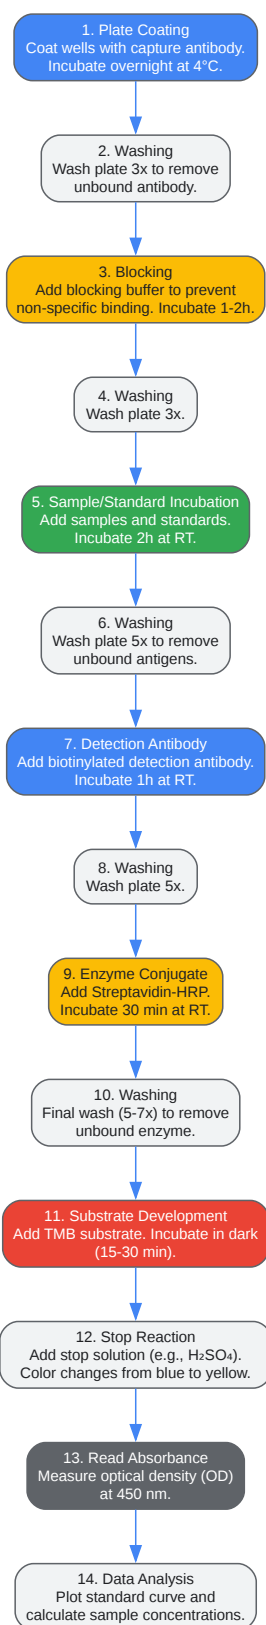 1. Plate Coating
Coat wells with capture antibody.
Incubate overnight at 4°C.
2. Washing
Wash plate 3x to remove
unbound antibody.
3. Blocking
Add blocking buffer to prevent
non-specific binding. Incubate 1-2h.
4. Washing
Wash plate 3x.
5. Sample/Standard Incubation
Add samples and standards.
Incubate 2h at RT.
6. Washing
Wash plate 5x to remove
unbound antigens.
7. Detection Antibody
Add biotinylated detection antibody.
Incubate 1h at RT.
8. Washing
Wash plate 5x.
9. Enzyme Conjugate
Add Streptavidin-HRP.
Incubate 30 min at RT.
10. Washing
Final wash (5-7x) to remove
unbound enzyme.
11. Substrate Development
Add TMB substrate. Incubate in dark
(15-30 min).
12. Stop Reaction
Add stop solution (e.g., H₂SO₄).
Color changes from blue to yellow.
13. Read Absorbance
Measure optical density (OD)
at 450 nm.
14. Data Analysis
Plot standard curve and
calculate sample concentrations.